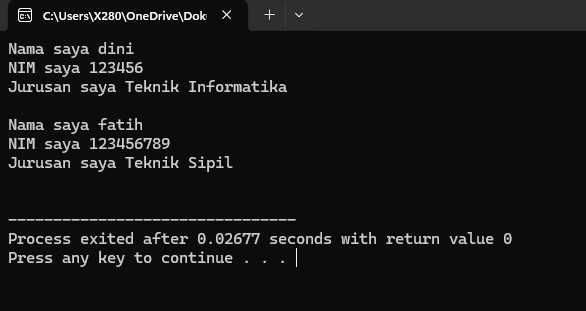 C:\Users\X280\OneDrive\Dok
Nama saya dini
NIM saya 123456
Jurusan saya Teknik Informatika
Nama saya fatih
NIM saya 123456789
Jurusan saya Teknik Sipil
--------------------------------
Process exited after 0.02677 seconds with return value 0
Press any key to continue . . .